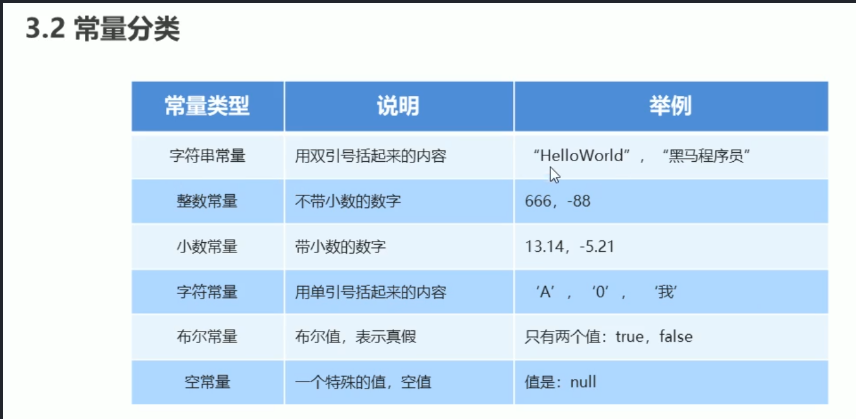 3.2 常量分类
常量类型 说明 举例
字符串常量 用双引号括起来的内容 “HelloWorld”，“黑马程序员”
整数常量 不带小数的数字 666，-88
小数常量 带小数的数字 13.14，-5.21
字符常量 用单引号括起来的内容 ‘A’，‘0’，‘我’
布尔常量 布尔值，表示真假 只有两个值：true，false
空常量 一个特殊的值，空值 值是：null